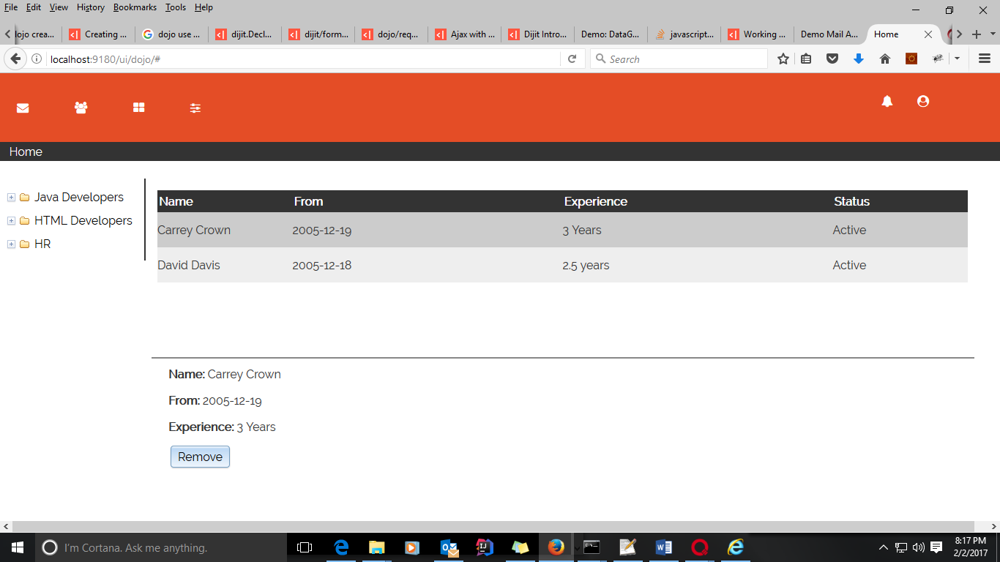 File Edit View History Bookmarks Tools Help
dojo crea... Creating ... dojo use ... dijit.Decl... dijit/form... dojo/req... Ajax with ... Dijit Intro... Demo: DataG... javascript... Working ... Demo Mail A... Home
localhost:9180/ui/dojo/# Search
Home
Java Developers
HTML Developers
HR
Name From Experience Status
Carrey Crown 2005-12-19 3 Years Active
David Davis 2005-12-18 2.5 years Active
Name: Carrey Crown
From: 2005-12-19
Experience: 3 Years
Remove
I'm Cortana. Ask me anything.
8:17 PM
2/2/2017